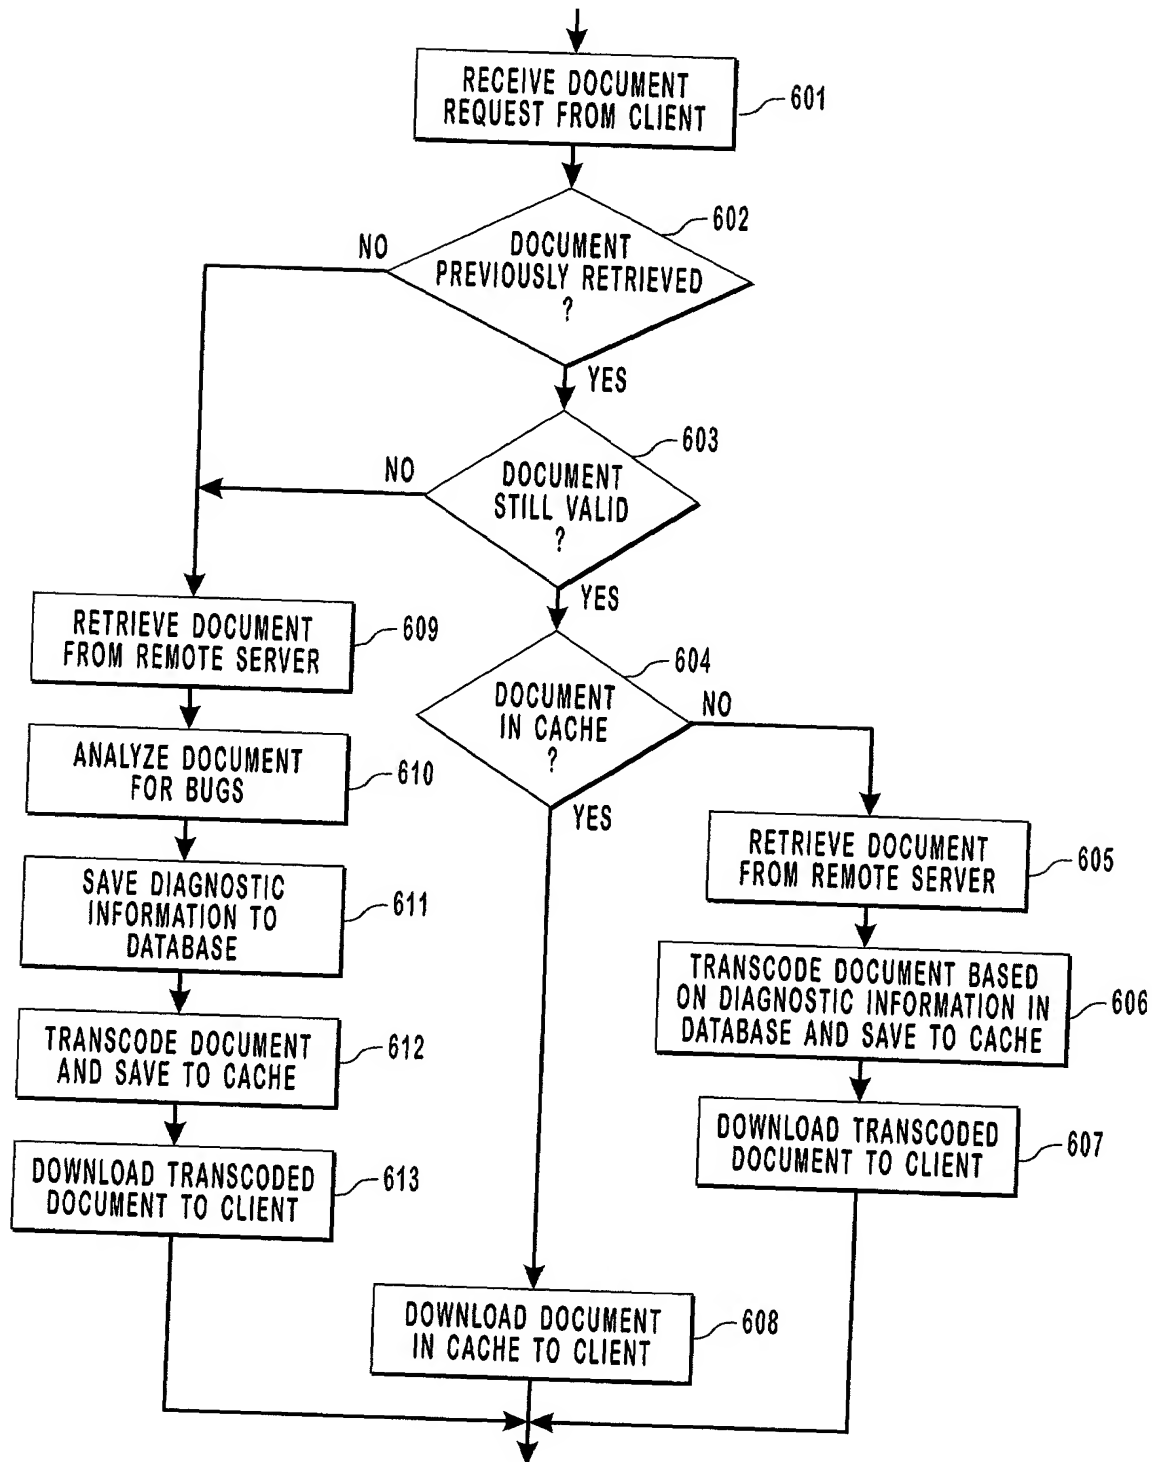 RECEIVE DOCUMENT
REQUEST FROM CLIENT
601
602
DOCUMENT
PREVIOUSLY RETRIEVED
?
NO
YES
603
DOCUMENT
STILL VALID
?
NO
YES
604
DOCUMENT
IN CACHE
?
NO
YES
RETRIEVE DOCUMENT
FROM REMOTE SERVER
609
ANALYZE DOCUMENT
FOR BUGS
610
SAVE DIAGNOSTIC
INFORMATION TO
DATABASE
611
TRANSCODE DOCUMENT
AND SAVE TO CACHE
612
DOWNLOAD TRANSCODED
DOCUMENT TO CLIENT
613
RETRIEVE DOCUMENT
FROM REMOTE SERVER
605
TRANSCODE DOCUMENT BASED
ON DIAGNOSTIC INFORMATION IN
DATABASE AND SAVE TO CACHE
606
DOWNLOAD TRANSCODED
DOCUMENT TO CLIENT
607
DOWNLOAD DOCUMENT
IN CACHE TO CLIENT
608